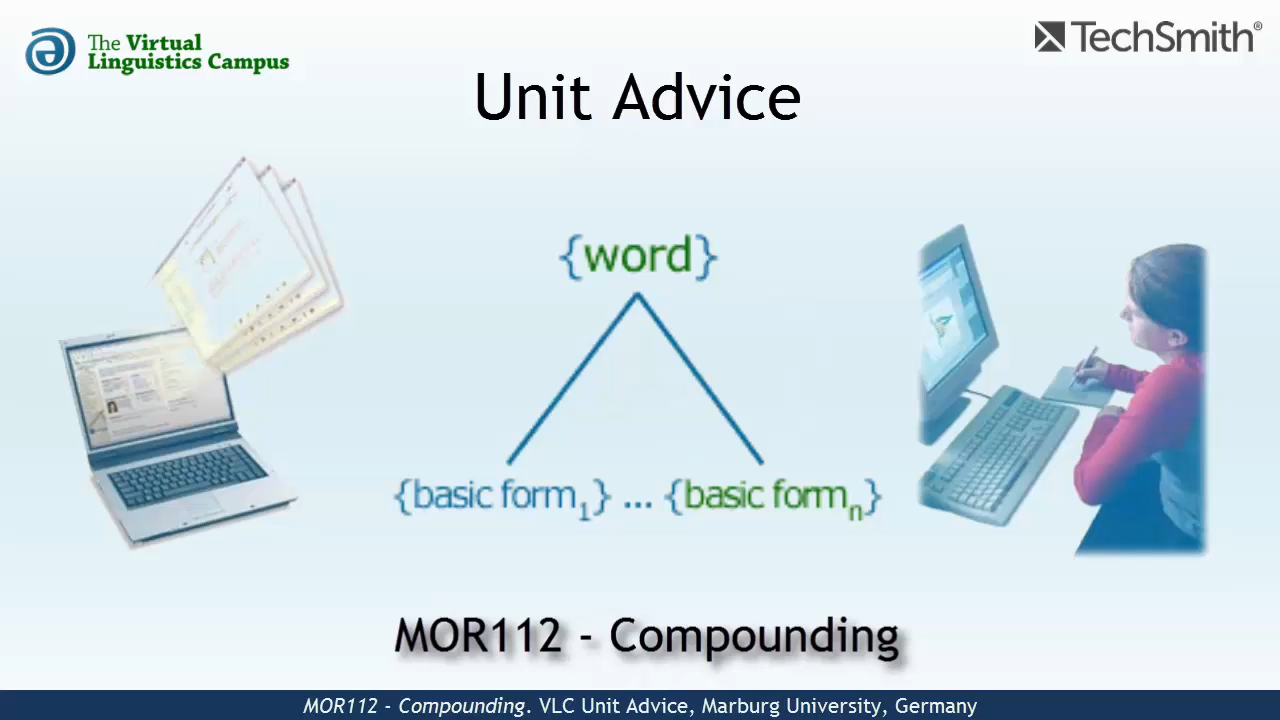 The Virtual
Linguistics Campus
TechSmith®
Unit Advice
{word}
{basic form1} ... {basic formn}
MOR112 - Compounding
MOR112 - Compounding. VLC Unit Advice, Marburg University, Germany